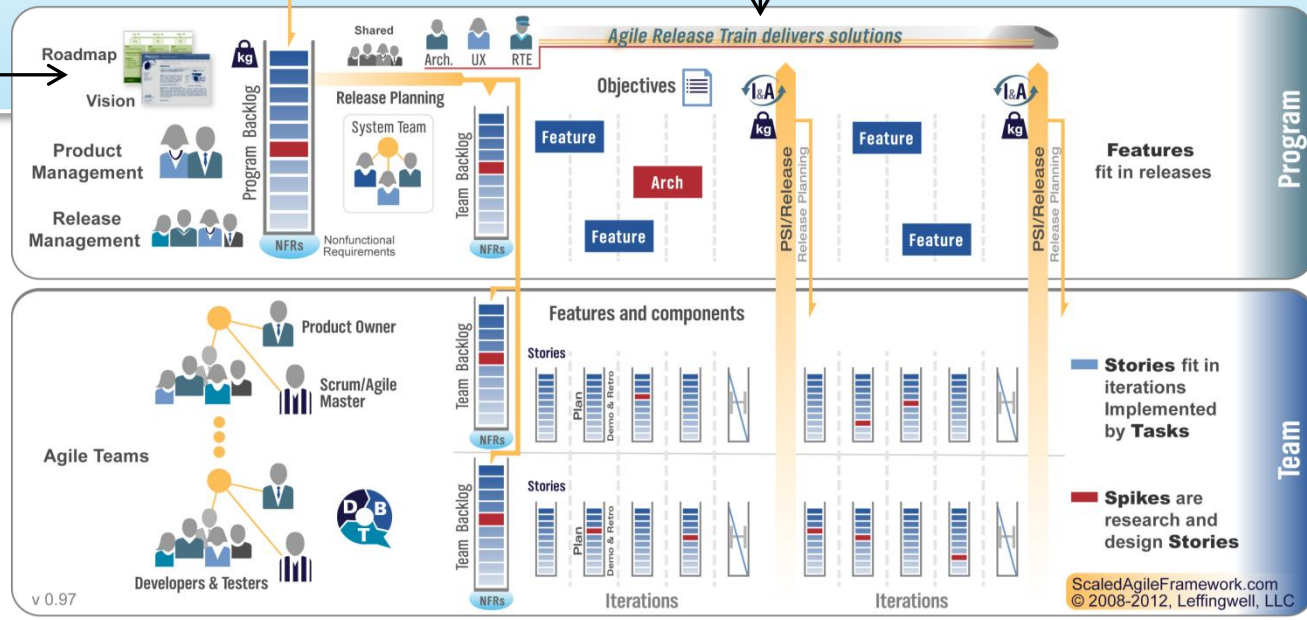 Roadmap
Vision
Product
Management
Release
Management
kg
Program Backlog
NFRs
Nonfunctional
Requirements
Shared
Arch.
UX
RTE
Release Planning
System Team
Team Backlog
NFRs
Agile Release Train delivers solutions
Objectives
Feature
Arch
Feature
I&A
kg
PSI/Release
Release Planning
Feature
Feature
I&A
kg
PSI/Release
Release Planning
Features
fit in releases
Program
Agile Teams
Product Owner
Scrum/Agile
Master
Developers & Testers
D
B
T
v 0.97
Team Backlog
NFRs
Features and components
Stories
Plan
Demo & Retro
H
H
Team Backlog
NFRs
Stories
Plan
Demo & Retro
H
H
Iterations
Iterations
Stories fit in
iterations
Implemented
by Tasks
Spikes are
research and
design Stories
Team
ScaledAgileFramework.com
© 2008-2012, Leffingwell, LLC